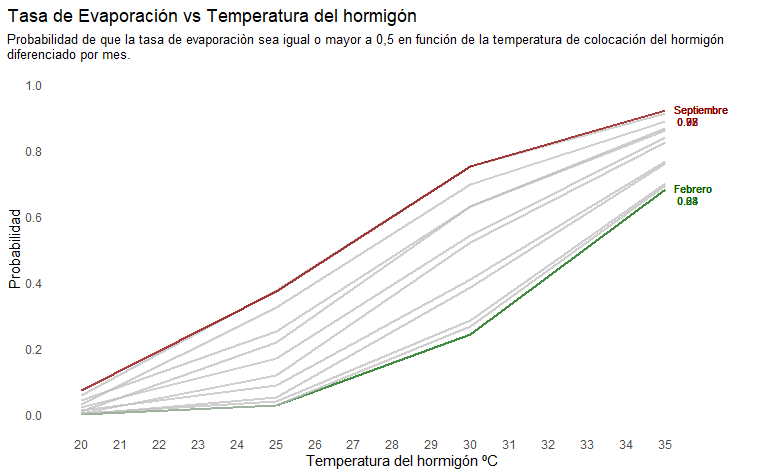 Tasa de Evaporación vs Temperatura del hormigón
Probabilidad de que la tasa de evaporaciòn sea igual o mayor a 0,5 en función de la temperatura de colocación del hormigón
diferenciado por mes.
1.0
0.8
0.6
0.4
0.2
0.0
Probabilidad
Septiembre
Febrero
20 21 22 23 24 25 26 27 28 29 30 31 32 33 34 35
Temperatura del hormigón ºC